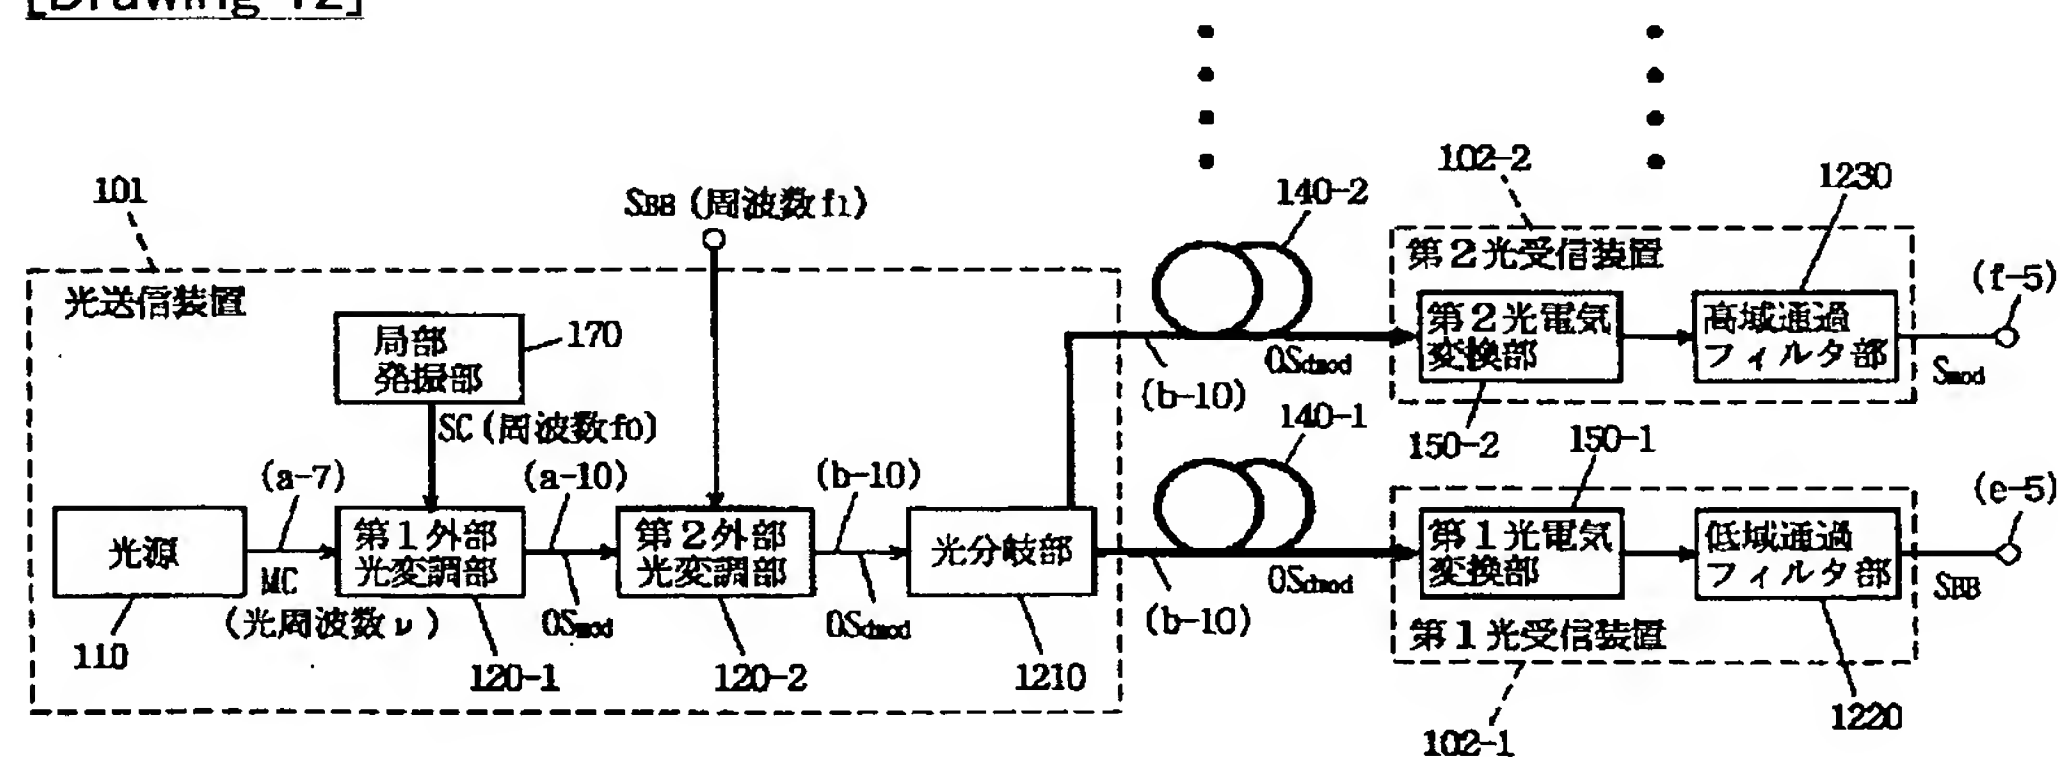 [Drawing 12]
101
光送信装置
局部
発振部
170
SC(周波数f0)
SBB(周波数f1)
光源
110
(a-7)
MC
(光周波数ν)
第1外部
光変調部
120-1
(a-10)
OSmod
第2外部
光変調部
120-2
(b-10)
OSdmod
光分岐部
1210
140-2
(b-10)
OSdmod
102-2
第2光受信装置
第2光電気
変換部
150-2
1230
高域通過
フィルタ部
(f-5)
Smod
140-1
(b-10)
OSdmod
150-1
第1光電気
変換部
低域通過
フィルタ部
(e-5)
SBB
第1光受信装置
102-1
1220